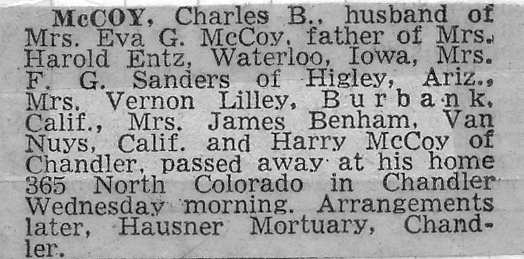 McCOY, Charles B., husband of
Mrs. Eva G. McCoy, father of Mrs.
Harold Entz, Waterloo, Iowa, Mrs.
F. G. Sanders of Higley, Ariz.,
Mrs. Vernon Lilley, Burbank,
Calif., Mrs. James Benham, Van
Nuys, Calif. and Harry McCoy of
Chandler, passed away at his home
365 North Colorado in Chandler
Wednesday morning. Arrangements
later, Hausner Mortuary, Chand-
ler.